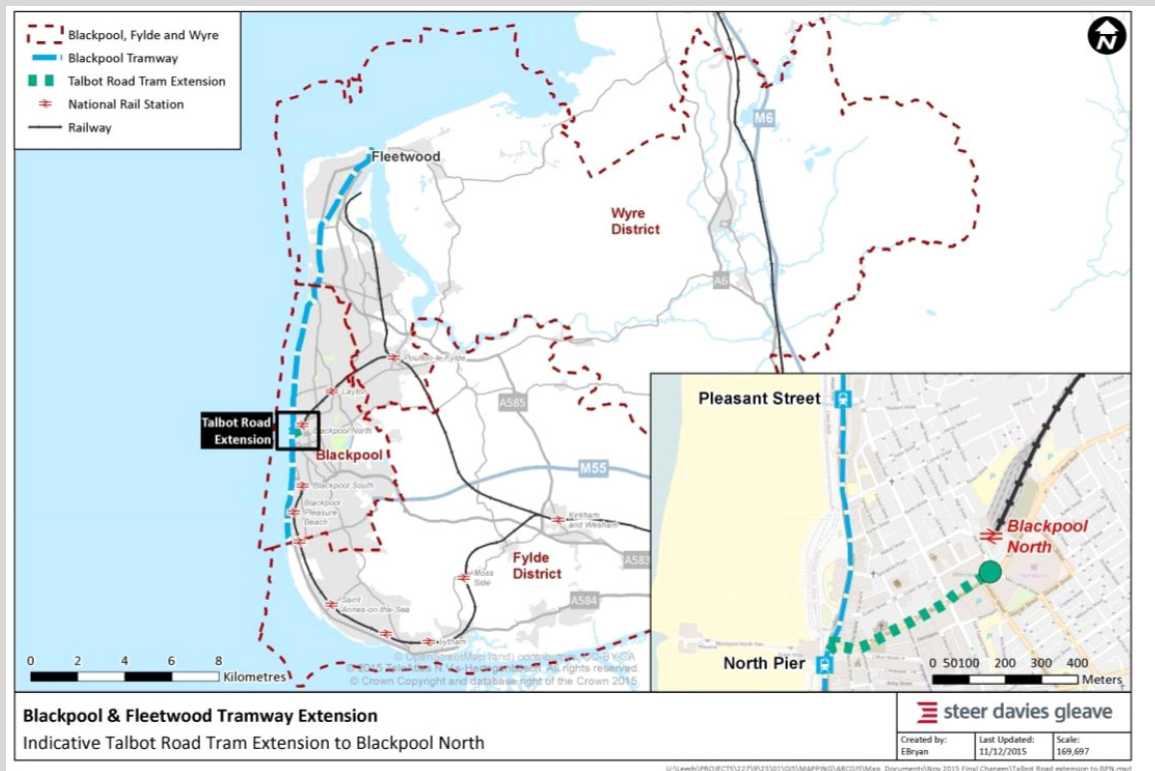 Blackpool, Fylde and Wyre
Blackpool Tramway
Talbot Road Tram Extension
National Rail Station
Railway
N
M6
Fleetwood
Wyre
District
A6
Poulton-le-Fylde
Layton
A585
Talbot Road
Extension
Blackpool North
Blackpool
M55
Blackpool South
Blackpool
Pleasure
Beach
Kirkham
and Wesham
A583
Fylde
District
Moss
Side
A584
Saint
Annes-on-the-Sea
Lytham
Pleasant Street
Blackpool
North
North Pier
0 50100 200 300 400
Meters
0 2 4 6 8
Kilometres
© Crown Copyright and database right of the Crown 2015
Blackpool & Fleetwood Tramway Extension
Indicative Talbot Road Tram Extension to Blackpool North
steer davies gleave
Created by:
EBryan
Last Updated:
11/12/2015
Scale:
169,697